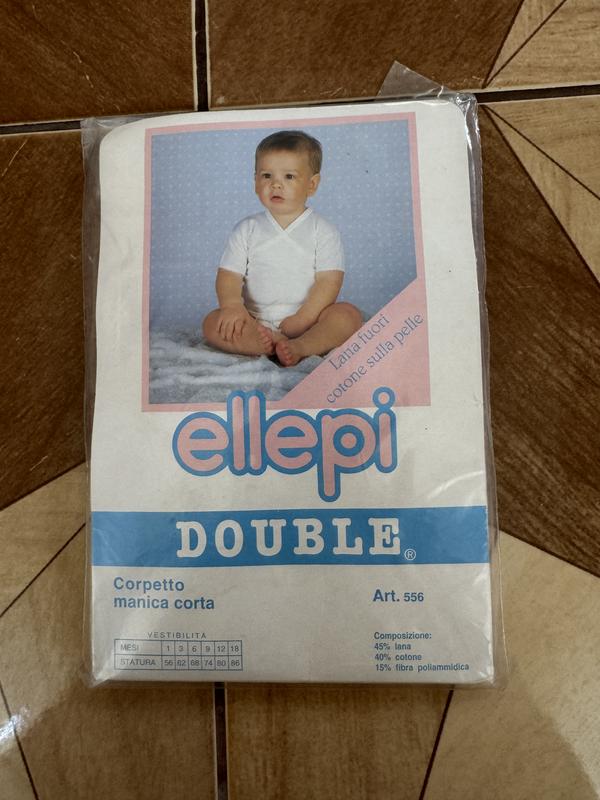 Lana fuori
cotone sulla pelle
ellepi
DOUBLE®
Corpetto
manica corta
Art. 556
VESTIBILITÀ
MESI 1 3 6 9 12 18
STATURA 56 62 68 74 80 86
Composizione:
45% lana
40% cotone
15% fibra poliammidica